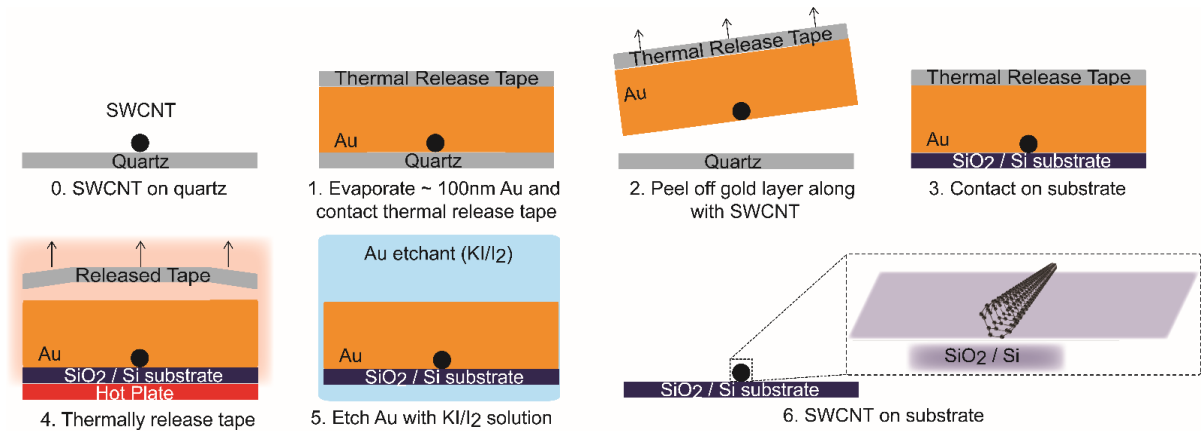 SWCNT
Quartz
0. SWCNT on quartz
Thermal Release Tape
Au
Quartz
1. Evaporate ~ 100nm Au and
contact thermal release tape
Thermal Release Tape
Au
Quartz
2. Peel off gold layer along
with SWCNT
Thermal Release Tape
Au
SiO₂ / Si substrate
3. Contact on substrate
Released Tape
Au
SiO₂ / Si substrate
Hot Plate
4. Thermally release tape
Au etchant (KI/I₂)
Au
SiO₂ / Si substrate
5. Etch Au with KI/I₂ solution
SiO₂ / Si
SiO₂ / Si substrate
6. SWCNT on substrate